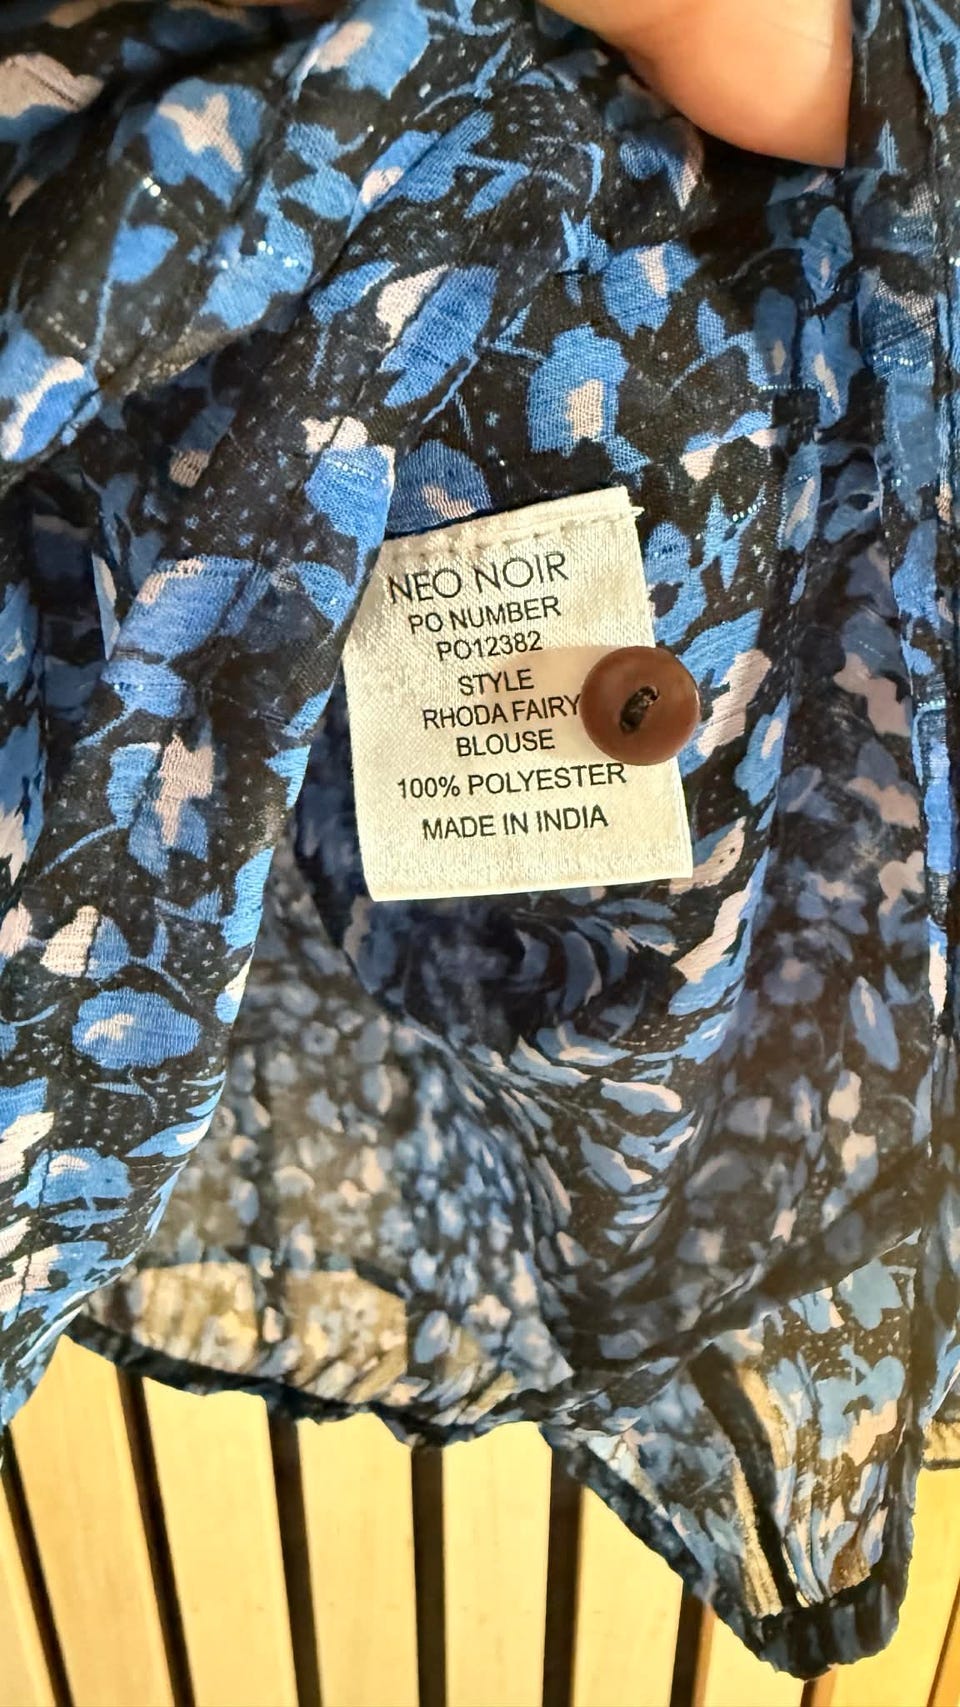 NEO NOIR
PO NUMBER
PO12382
STYLE
RHODA FAIRY
BLOUSE
100% POLYESTER
MADE IN INDIA